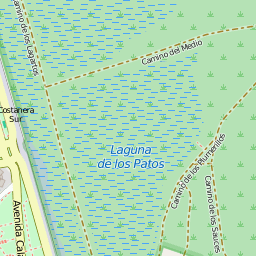 Camino de los Lagartos
Camino del Medio
Costanera
Sur
Laguna
de los Patos
Camino de los Plumerillos
Camino de los Sauces
Avenida Cala